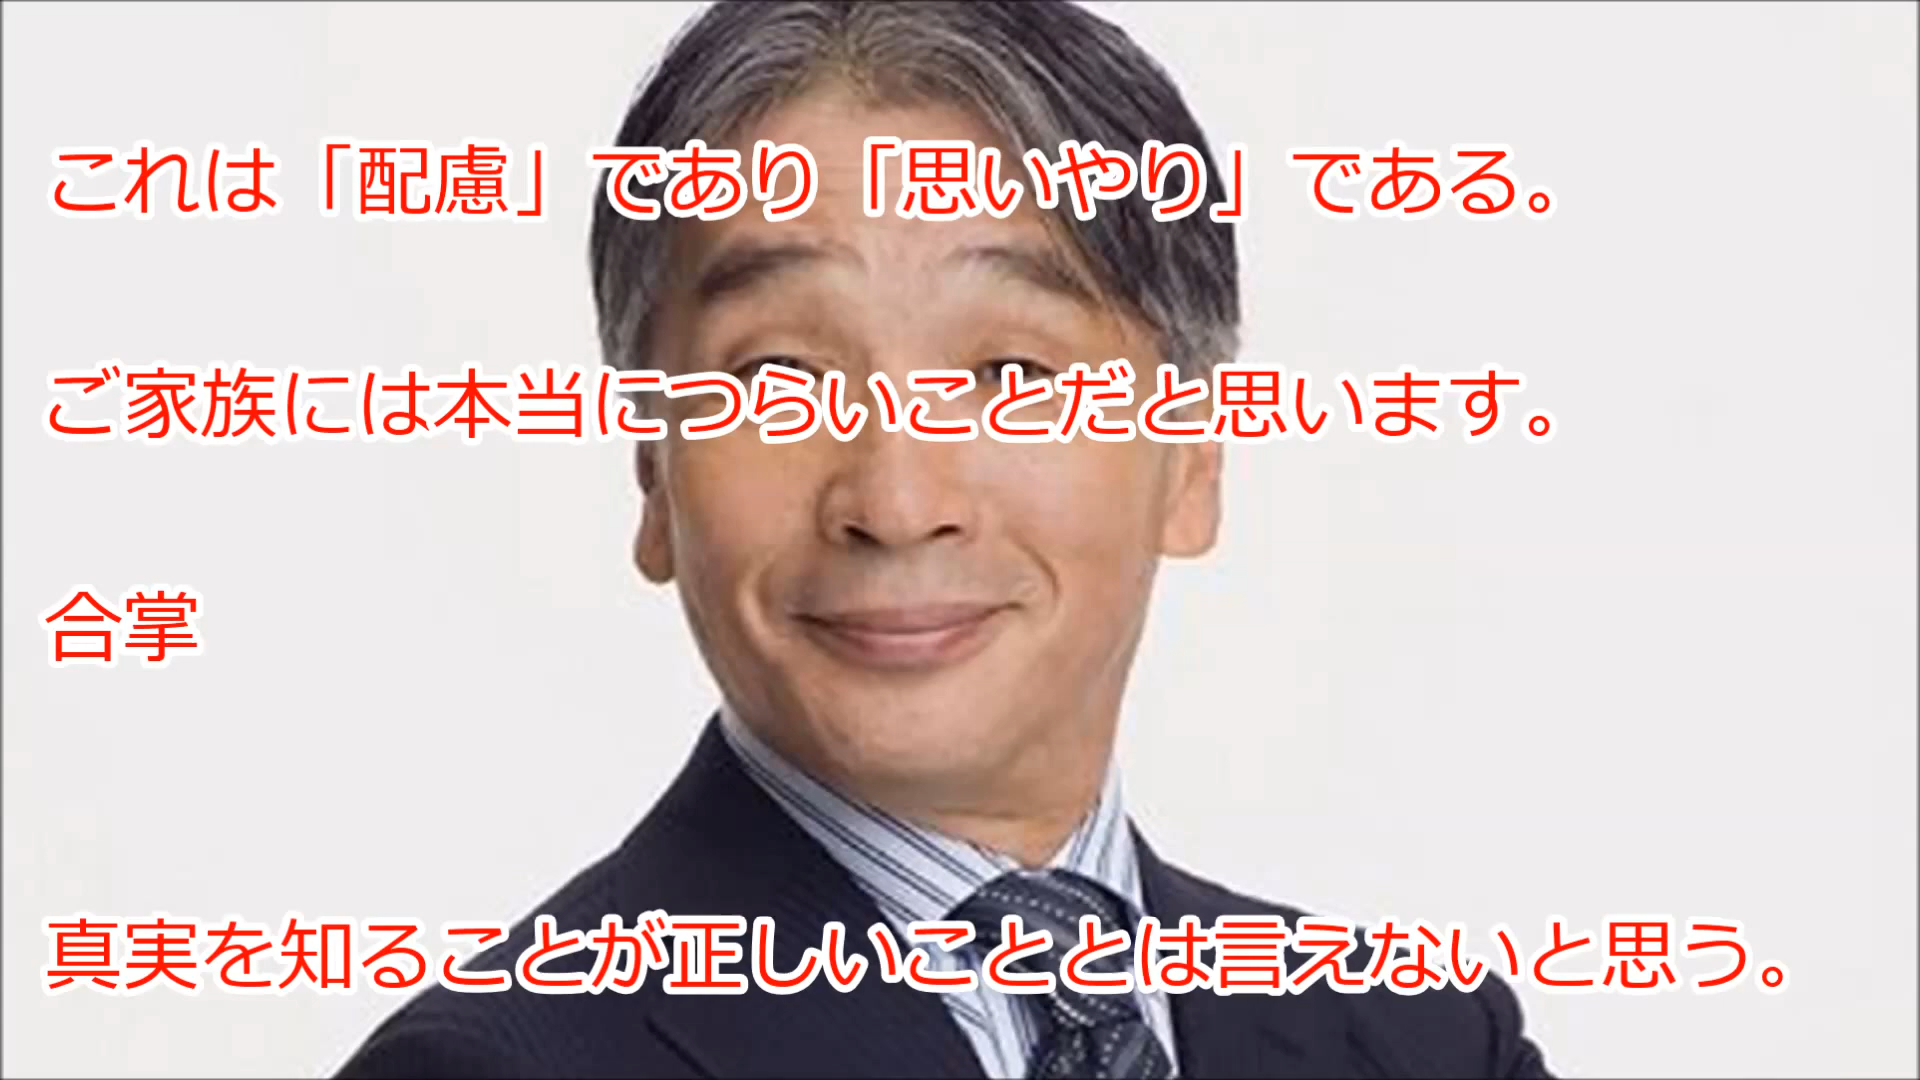 これは「配慮」であり「思いやり」である。
ご家族には本当につらいことだと思います。
合掌
真実を知ることが正しいこととは言えないと思う。